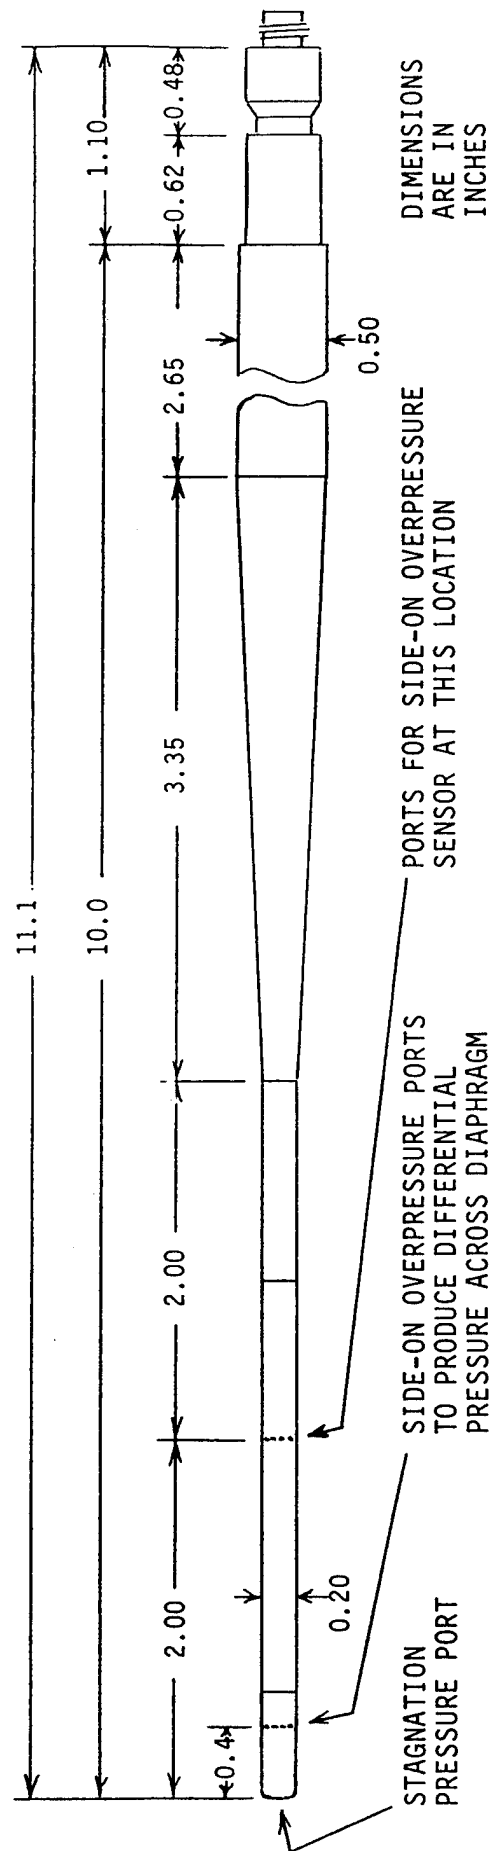 11.1
10.0
1.10
2.00
2.00
3.35
2.65
0.62
0.48
0.4
0.20
0.50
STAGNATION
PRESSURE PORT
SIDE-ON OVERPRESSURE PORTS
TO PRODUCE DIFFERENTIAL
PRESSURE ACROSS DIAPHRAGM
PORTS FOR SIDE-ON OVERPRESSURE
SENSOR AT THIS LOCATION
DIMENSIONS
ARE IN
INCHES